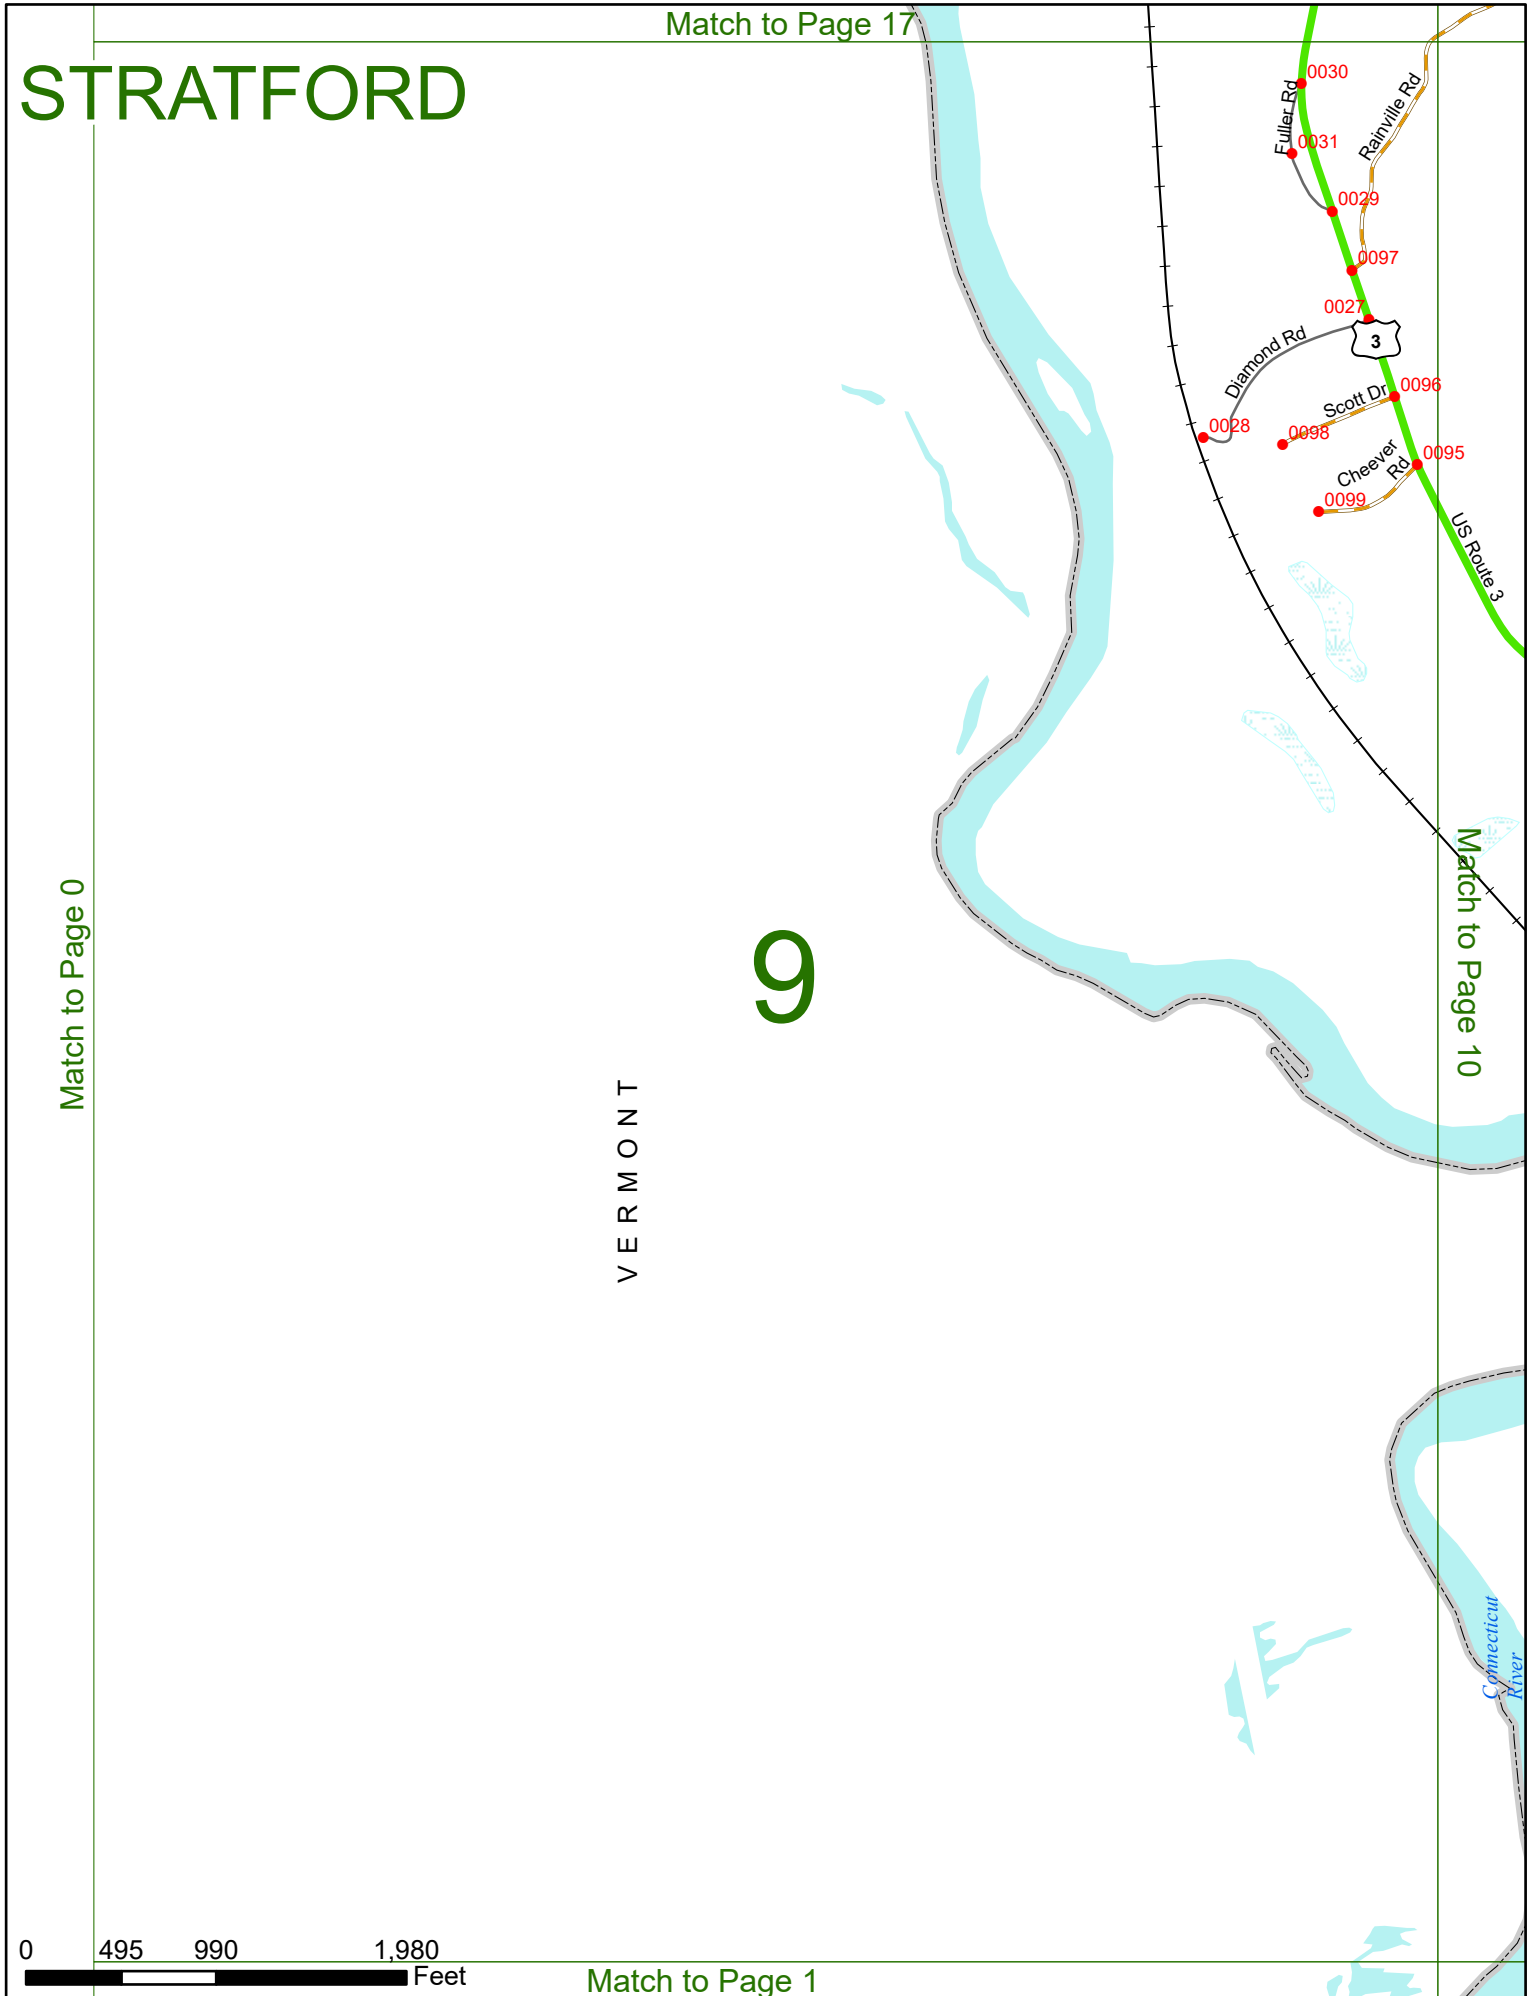 Match to Page 17
STRATFORD
0030
Fuller Rd
Rainville Rd
0031
0029
0097
0027
3
Diamond Rd
0096
Scott Dr
0028
0098
Cheever
Rd
0095
0099
US Route 3
Match to Page 0
9
Match to Page 10
VERMONT
Connecticut
River
0 495 990 1,980
Feet
Match to Page 1